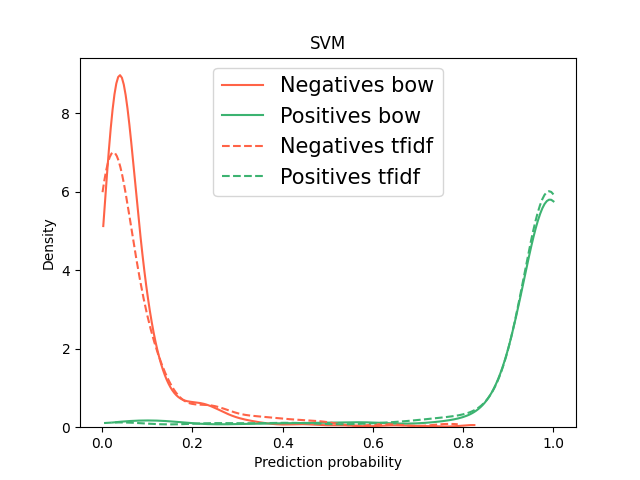 SVM
Negatives bow
Positives bow
Negatives tfidf
Positives tfidf
Density
8
6
4
2
0
0.0 0.2 0.4 0.6 0.8 1.0
Prediction probability